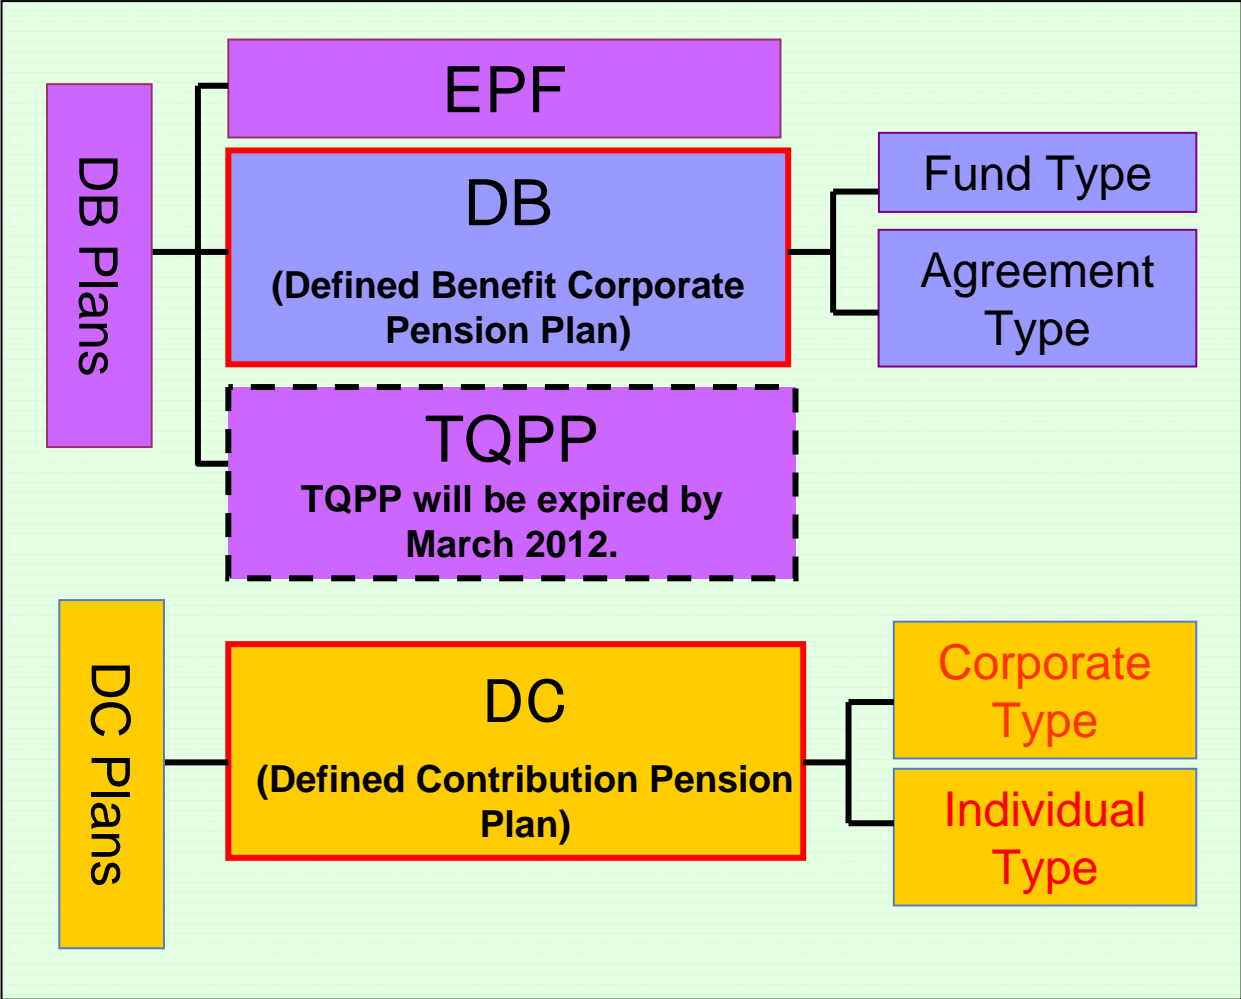 DB Plans
EPF
DB
(Defined Benefit Corporate
Pension Plan)
Fund Type
Agreement
Type
TQPP
TQPP will be expired by
March 2012.
DC Plans
DC
(Defined Contribution Pension
Plan)
Corporate
Type
Individual
Type